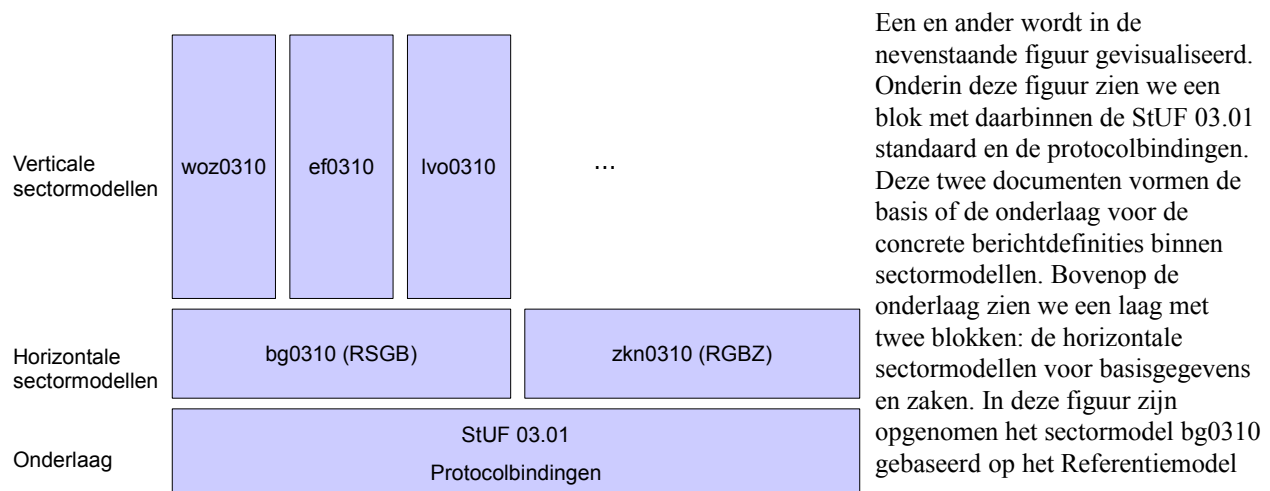 Verticale
sectormodellen
woz0310
ef0310
lvo0310
...
Horizontale
sectormodellen
bg0310 (RSGB)
zkn0310 (RGBZ)
Onderlaag
StUF 03.01
Protocolbindingen
Een en ander wordt in de
nevenstaande figuur gevisualiseerd.
Onderin deze figuur zien we een
blok met daarbinnen de StUF 03.01
standaard en de protocolbindingen.
Deze twee documenten vormen de
basis of de onderlaag voor de
concrete berichtdefinities binnen
sectormodellen. Bovenop de
onderlaag zien we een laag met
twee blokken: de horizontale
sectormodellen voor basisgegevens
en zaken. In deze figuur zijn
opgenomen het sectormodel bg0310
gebaseerd op het Referentiemodel